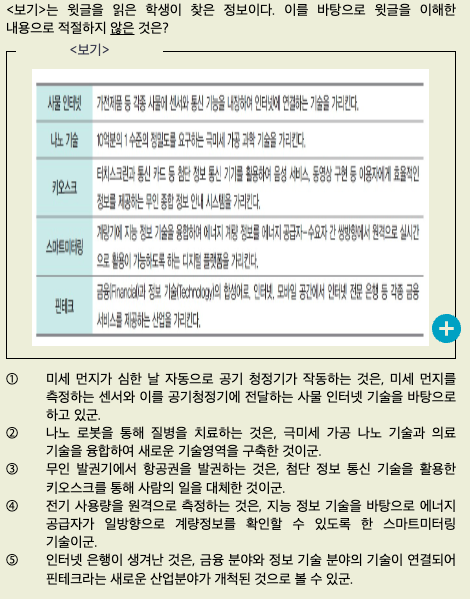 <보기>는 윗글을 읽은 학생이 찾은 정보이다. 이를 바탕으로 윗글을 이해한
내용으로 적절하지 않은 것은?
<보기>
사물 인터넷 가전제품 등 각종 사물에 센서와 통신 기능을 내장하여 인터넷에 연결하는 기술을 가리킨다.
나노 기술 10억분의 1 수준의 정밀도를 요구하는 극미세 가공 과학 기술을 가리킨다.
키오스크 터치스크린과 통신 카드 등 첨단 정보 통신 기기를 활용하여 음성 서비스, 동영상 구현 등 이용자에게 효율적인
정보를 제공하는 무인 종합 정보 안내 시스템을 가리킨다.
스마트미터링 계량기에 지능 정보 기술을 융합하여 에너지 계량 정보를 에너지 공급자-수요자 간 쌍방향에서 원격으로 실시간
으로 활용이 가능하도록 하는 디지털 플랫폼을 가리킨다.
핀테크 금융(Financial)과 정보 기술(Technology)의 합성어로, 인터넷, 모바일 공간에서 인터넷 전문 은행 등 각종 금융
서비스를 제공하는 산업을 가리킨다.
① 미세 먼지가 심한 날 자동으로 공기 청정기가 작동하는 것은, 미세 먼지를
측정하는 센서와 이를 공기청정기에 전달하는 사물 인터넷 기술을 바탕으로
하고 있군.
② 나노 로봇을 통해 질병을 치료하는 것은, 극미세 가공 나노 기술과 의료
기술을 융합하여 새로운 기술영역을 구축한 것이군.
③ 무인 발권기에서 항공권을 발권하는 것은, 첨단 정보 통신 기술을 활용한
키오스크를 통해 사람의 일을 대체한 것이군.
④ 전기 사용량을 원격으로 측정하는 것은, 지능 정보 기술을 바탕으로 에너지
공급자가 일방향으로 계량정보를 확인할 수 있도록 한 스마트미터링
기술이군.
⑤ 인터넷 은행이 생겨난 것은, 금융 분야와 정보 기술 분야의 기술이 연결되어
핀테크라는 새로운 산업분야가 개척된 것으로 볼 수 있군.